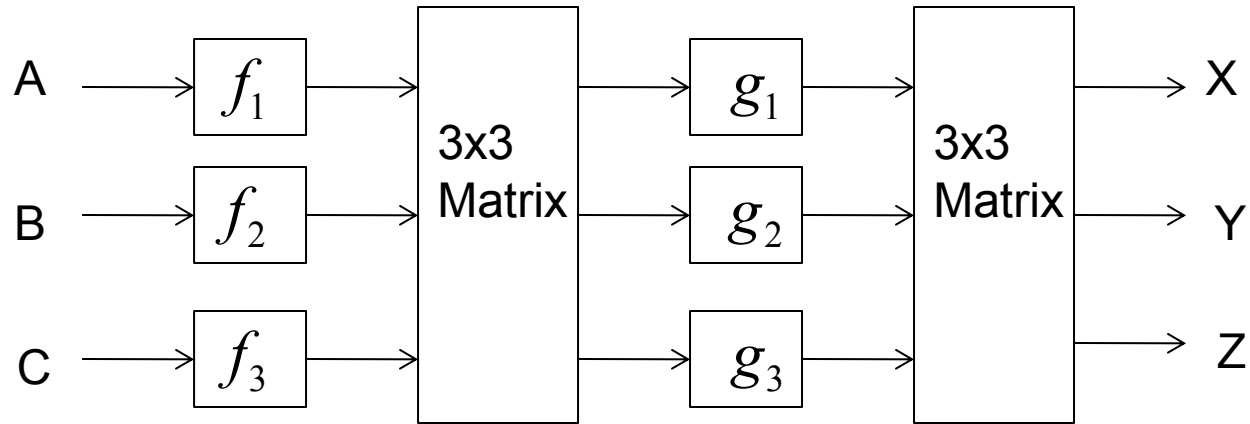 A f₁ g₁ X
3x3 Matrix
3x3 Matrix
B f₂ g₂ Y
C f₃ g₃ Z